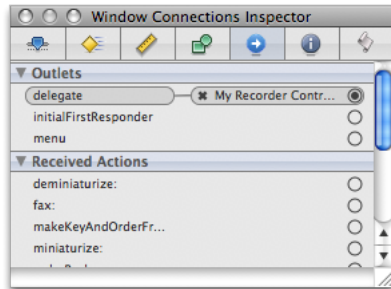 Window Connections Inspector
Outlets
delegate
My Recorder Contr...
initialFirstResponder
menu
Received Actions
deminiaturize:
fax:
makeKeyAndOrderFr...
miniaturize: